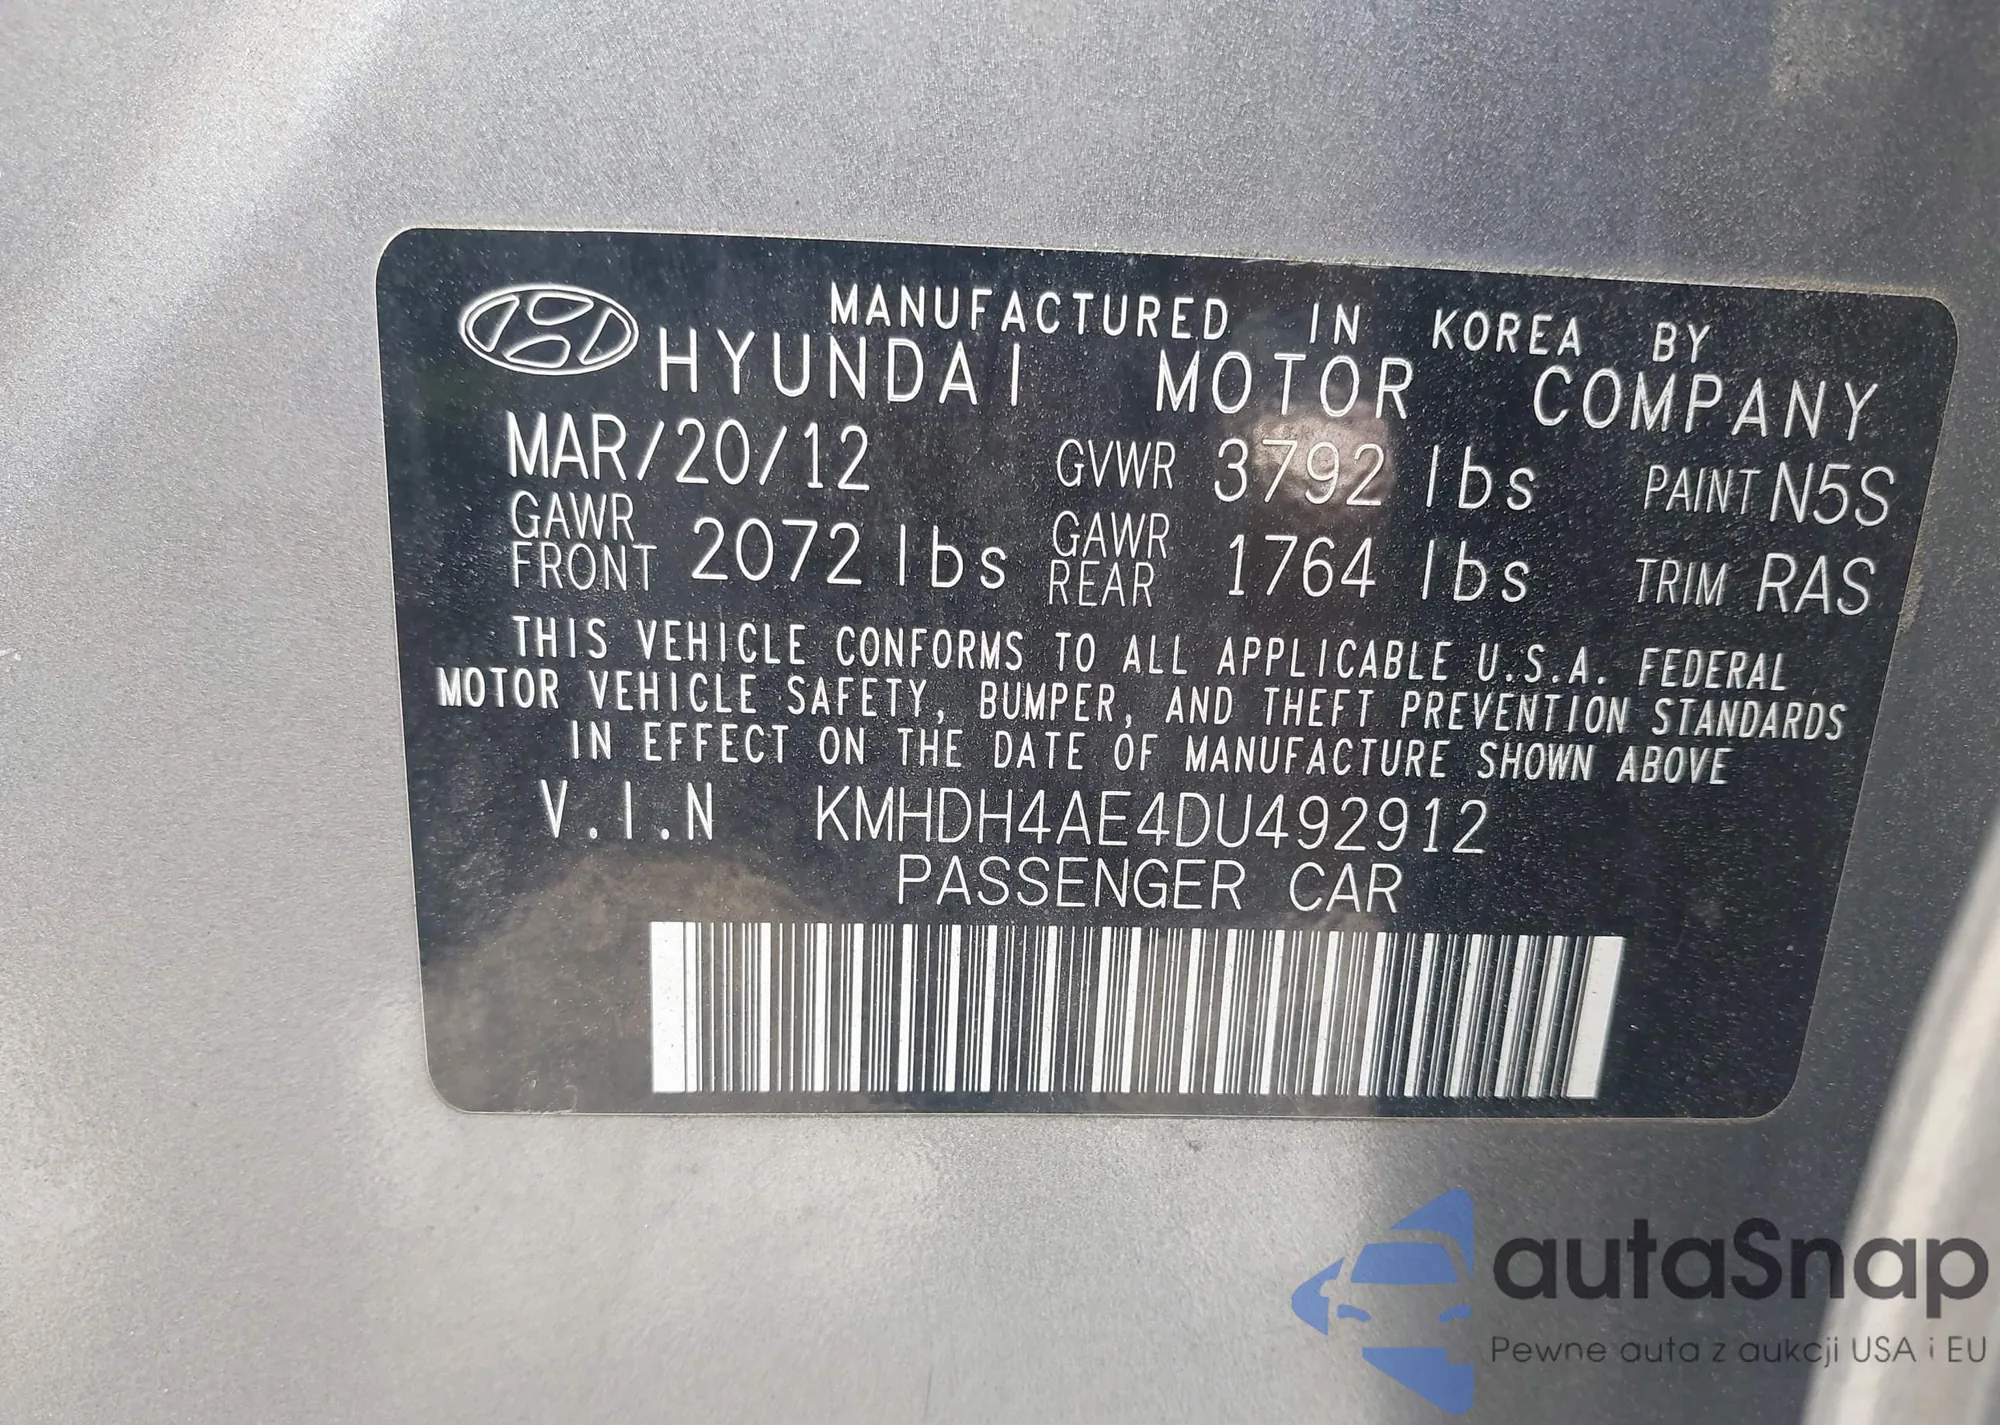 MANUFACTURED IN KOREA BY
HYUNDAI MOTOR COMPANY
MAR/20/12 GVWR 3792 lbs PAINT N5S
GAWR FRONT 2072 lbs GAWR REAR 1764 lbs TRIM RAS
THIS VEHICLE CONFORMS TO ALL APPLICABLE U.S.A. FEDERAL
MOTOR VEHICLE SAFETY, BUMPER, AND THEFT PREVENTION STANDARDS
IN EFFECT ON THE DATE OF MANUFACTURE SHOWN ABOVE
V.I.N KMHDH4AE4DU492912
PASSENGER CAR
autaSnap
Pewne auta z aukcji USA i EU